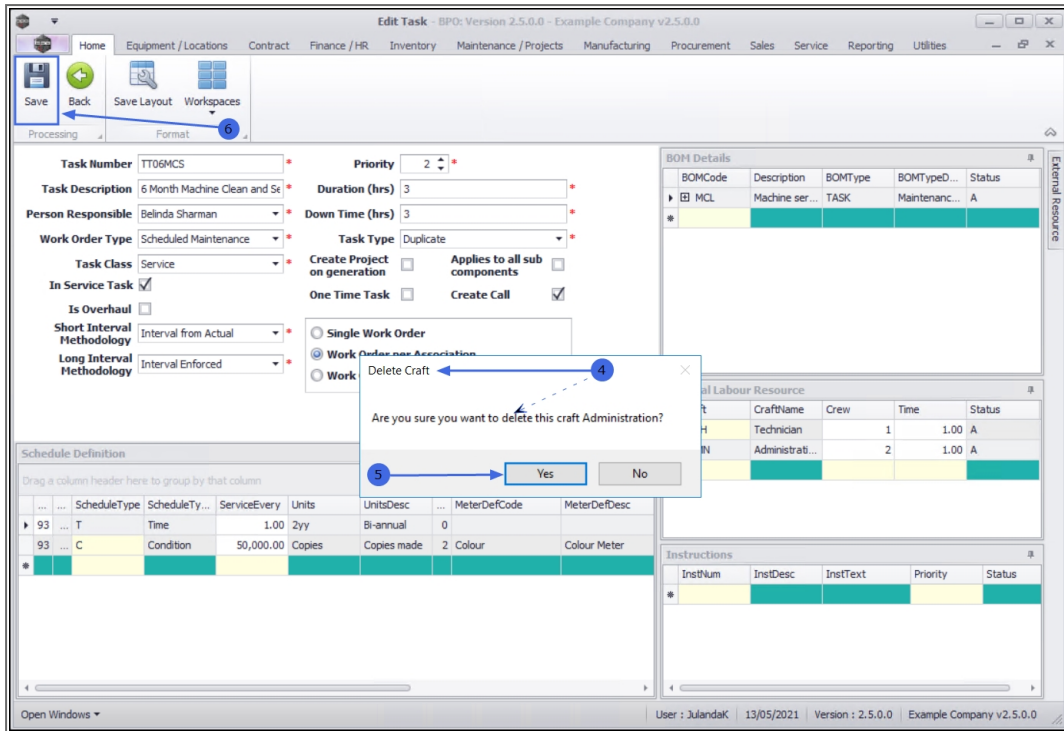 Edit Task - BPO: Version 2.5.0.0 - Example Company v2.5.0.0
Home Equipment / Locations Contract Finance / HR Inventory Maintenance / Projects Manufacturing Procurement Sales Service Reporting Utilities
Save Back Save Layout Workspaces
6
Processing Format
Task Number TT06MCS * Priority 2 *
Task Description 6 Month Machine Clean and Se * Duration (hrs) 3 *
Person Responsible Belinda Sharman * Down Time (hrs) 3 *
Work Order Type Scheduled Maintenance * Task Type Duplicate *
Task Class Service * Create Project on generation Applies to all sub components
In Service Task One Time Task Create Call
Is Overhaul
Short Interval Methodology Interval from Actual * Single Work Order
Long Interval Methodology Interval Enforced * Work Order per Association
Work
BOM Details
BOMCode Description BOMType BOMTypeD... Status
MCL Machine ser... TASK Maintenanc... A
*
External Resource
Delete Craft 4
Are you sure you want to delete this craft Administration?
5 Yes No
Labour Resource
CraftName Crew Time Status
Technician 1 1.00 A
Administrati... 2 1.00 A
Schedule Definition
Drag a column header here to group by that column
... ... ScheduleType ScheduleTy... ServiceEvery Units UnitsDesc ... MeterDefCode MeterDefDesc
93 ... T Time 1.00 2yy Bi-annual 0
93 ... C Condition 50,000.00 Copies Copies made 2 Colour Colour Meter
*
Instructions
InstNum InstDesc InstText Priority Status
*
Open Windows User : JulandaK 13/05/2021 Version : 2.5.0.0 Example Company v2.5.0.0